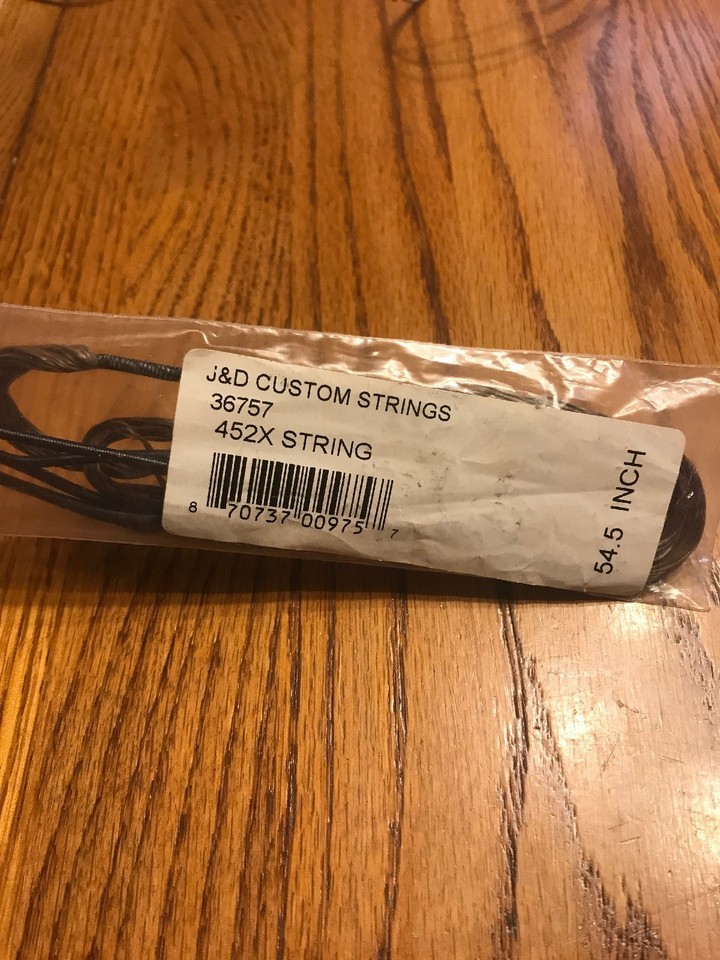 J&D CUSTOM STRINGS
36757
452X STRING
8 70737 00975 7
54.5 INCH